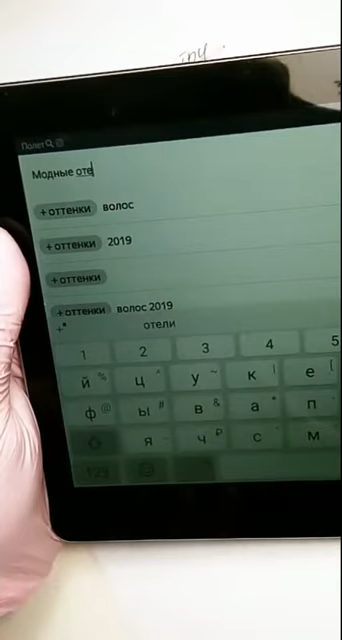 Полет
Модные оте
+оттенки волос
+оттенки 2019
+оттенки
+оттенки волос 2019
отели
1 2 3 4 5
й % ц ^ у ~ к | е [
ф @ ы # в & а * п
я - ч ₽ с м